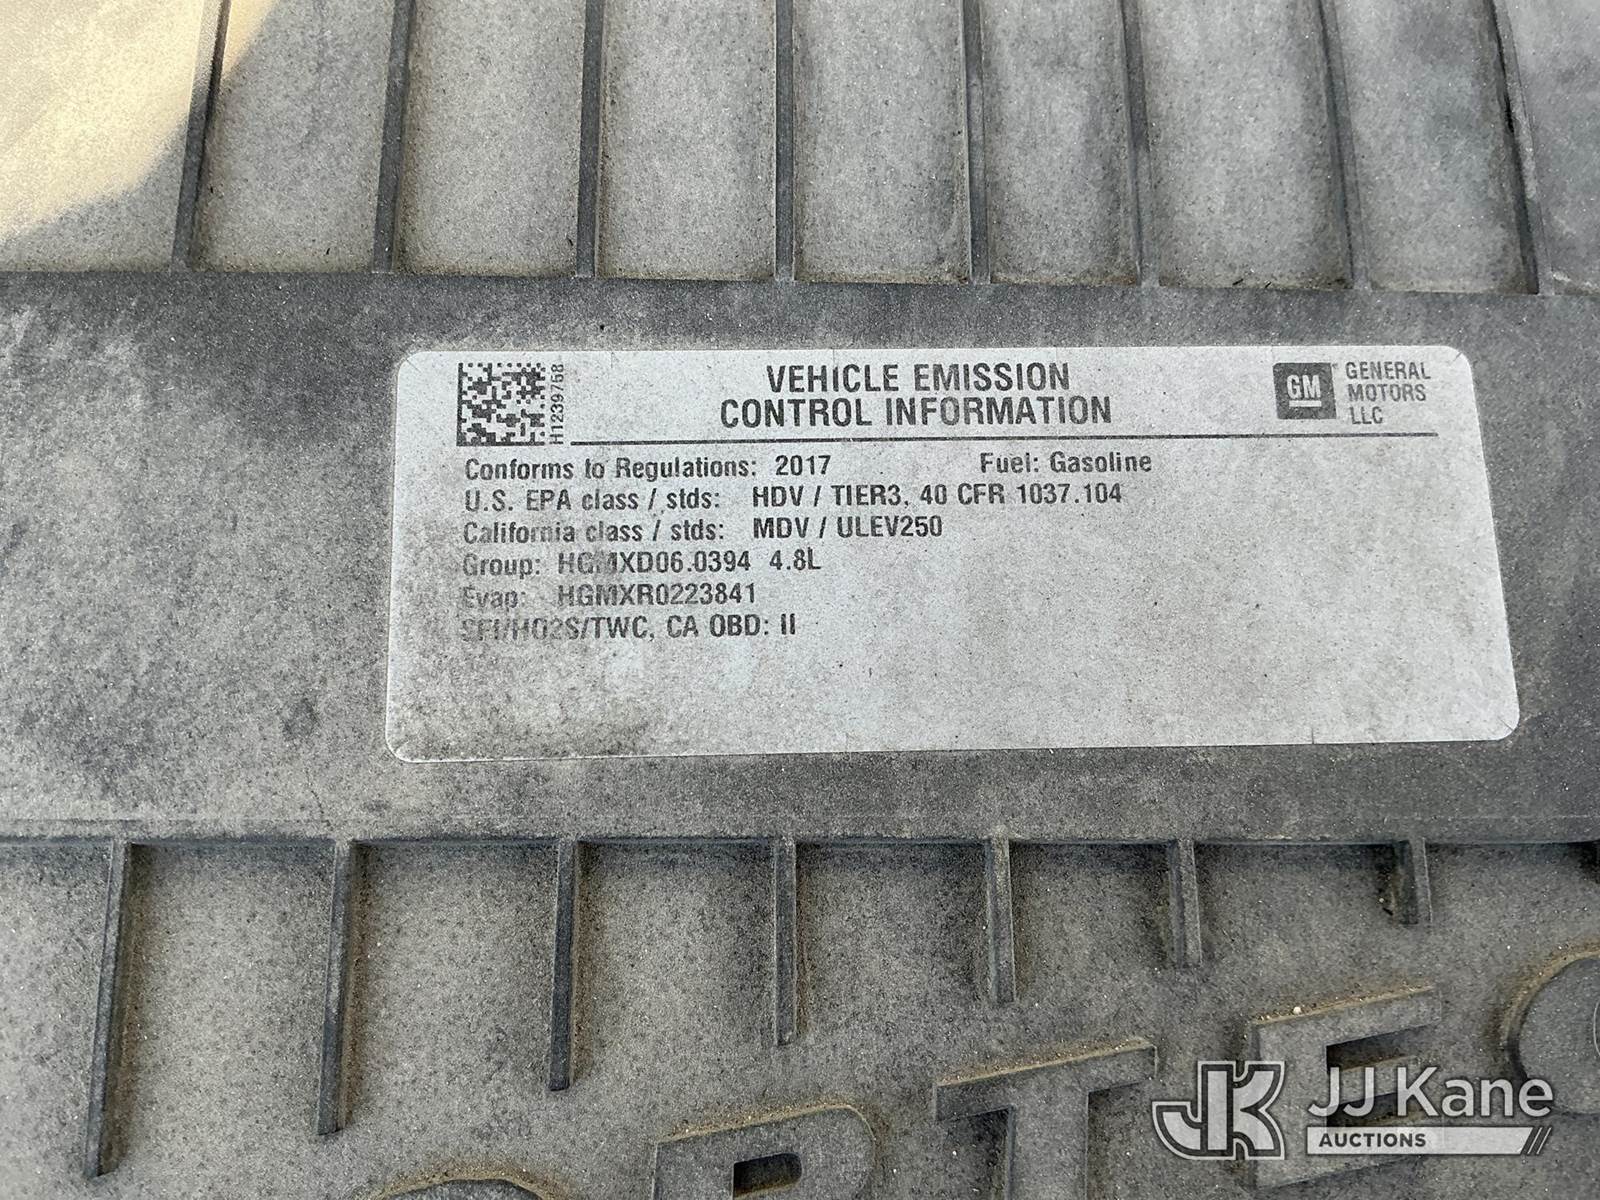 H1239758
VEHICLE EMISSION
CONTROL INFORMATION
GM
GENERAL
MOTORS
LLC
Conforms to Regulations: 2017 Fuel: Gasoline
U.S. EPA class / stds: HDV / TIER3, 40 CFR 1037.104
California class / stds: MDV / ULEV250
Group: HGMXD06.0394 4.8L
Evap: HGMXR0223841
SFI/HO2S/TWC, CA OBD: II
JK JJ Kane
AUCTIONS